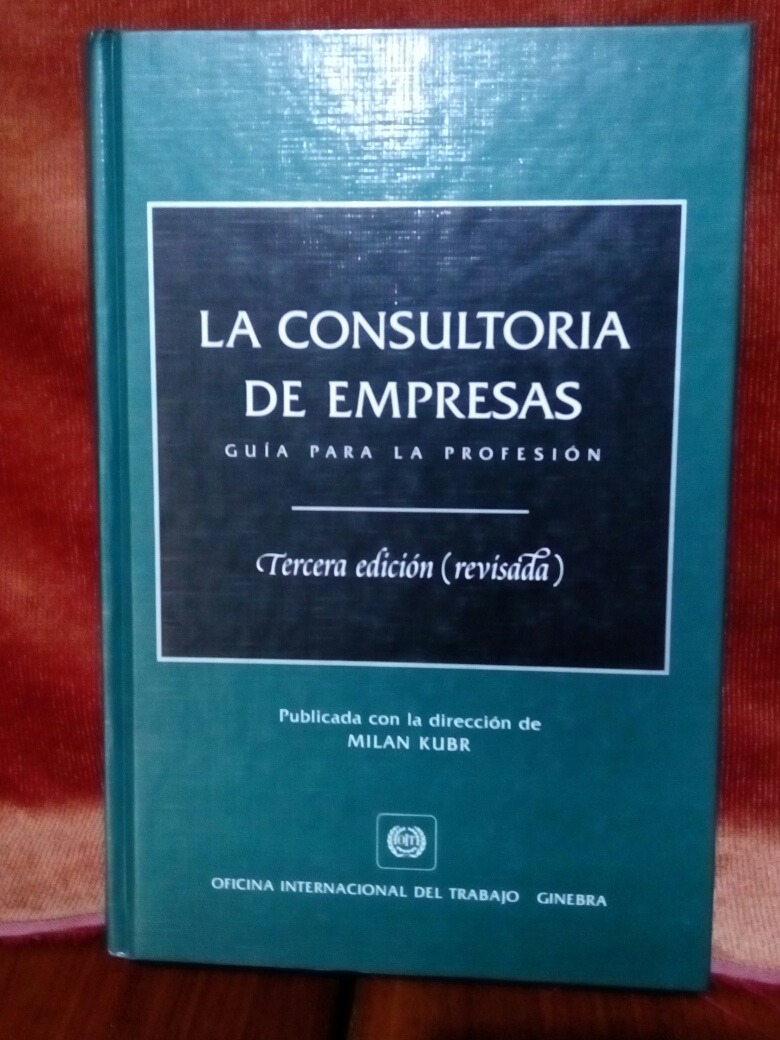 LA CONSULTORIA
DE EMPRESAS
GUÍA PARA LA PROFESIÓN
Tercera edición (revisada)
Publicada con la dirección de
MILAN KUBR
OFICINA INTERNACIONAL DEL TRABAJO GINEBRA